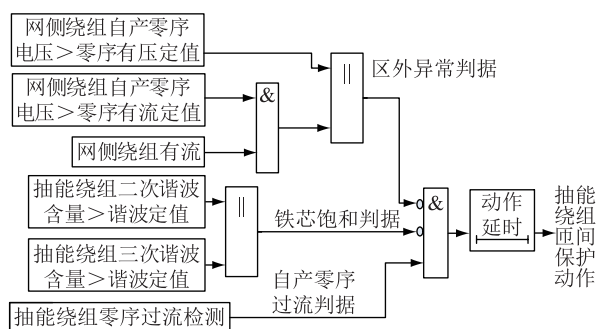 网侧绕组自产零序
电压＞零序有压定值
网侧绕组自产零序
电压＞零序有流定值
网侧绕组有流
&
||
区外异常判据
抽能绕组二次谐波
含量＞谐波定值
抽能绕组三次谐波
含量＞谐波定值
||
铁芯饱和判据
抽能绕组零序过流检测
自产零序
过流判据
&
动作
延时
抽能
绕组
匝间
保护
动作